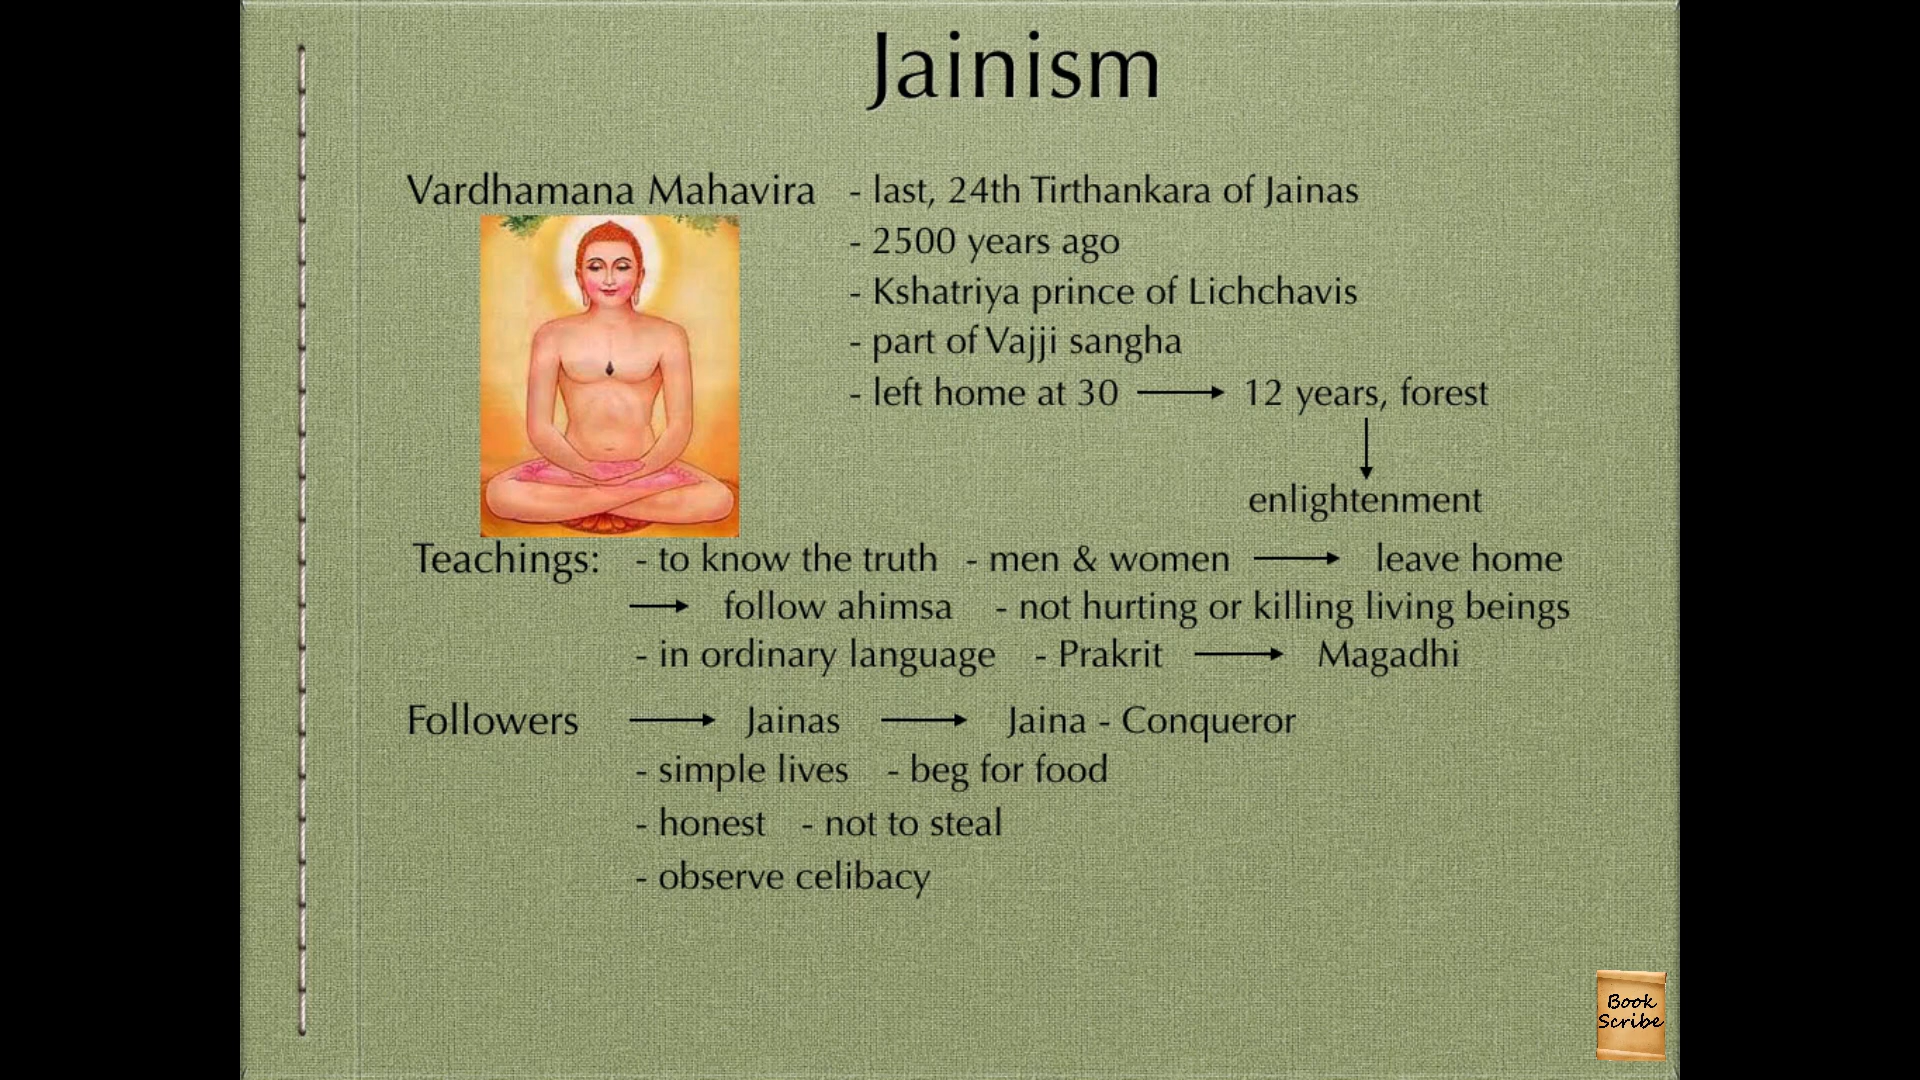 Jainism
Vardhamana Mahavira - last, 24th Tirthankara of Jainas
- 2500 years ago
- Kshatriya prince of Lichchavis
- part of Vajji sangha
- left home at 30 → 12 years, forest
↓
enlightenment
Teachings: - to know the truth - men & women → leave home
→ follow ahimsa - not hurting or killing living beings
- in ordinary language - Prakrit → Magadhi
Followers → Jainas → Jaina - Conqueror
- simple lives - beg for food
- honest - not to steal
- observe celibacy
Book
Scribe